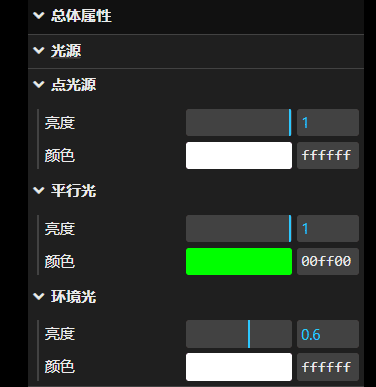 总体属性
光源
点光源
亮度 1
颜色 ffffff
平行光
亮度 1
颜色 00ff00
环境光
亮度 0.6
颜色 ffffff